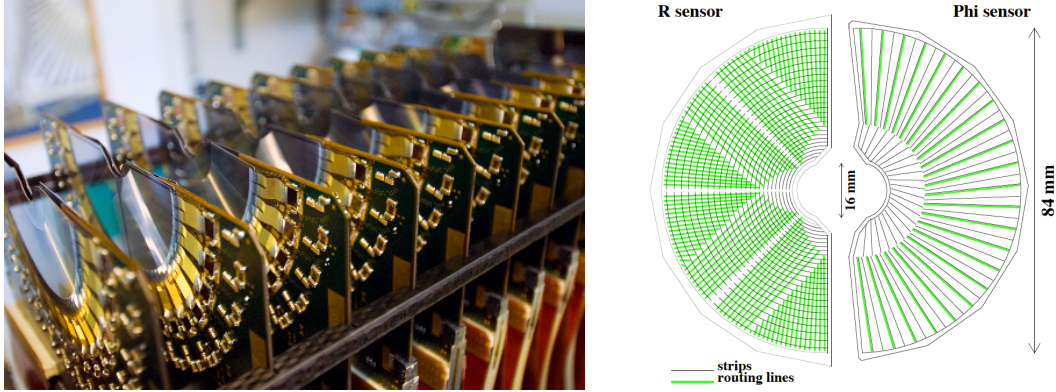 R sensor
Phi sensor
16 mm
84 mm
strips
routing lines